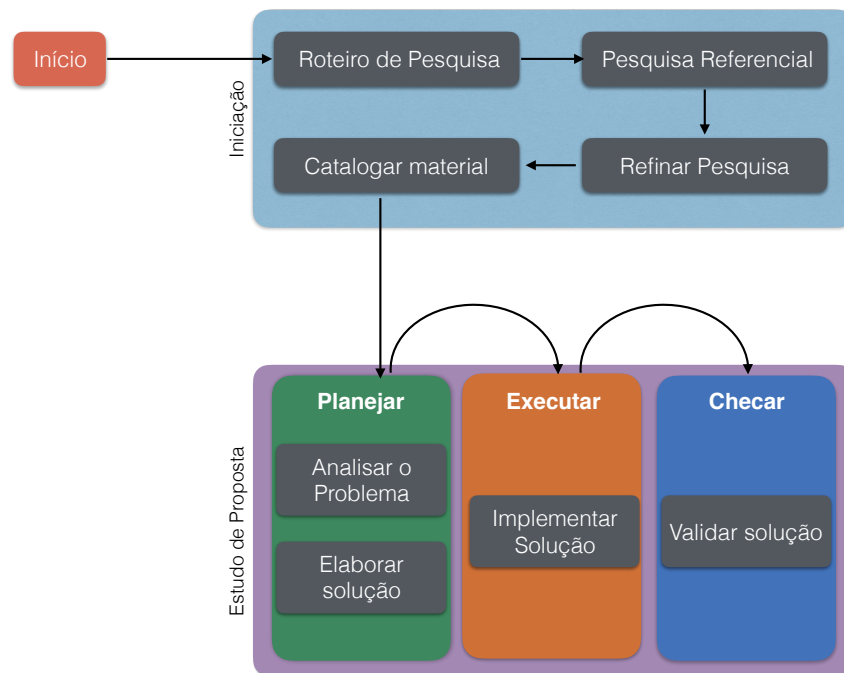 Início
Roteiro de Pesquisa
Pesquisa Referencial
Iniciação
Catalogar material
Refinar Pesquisa
Estudo de Proposta
Planejar
Analisar o
Problema
Elaborar
solução
Executar
Implementar
Solução
Checar
Validar solução